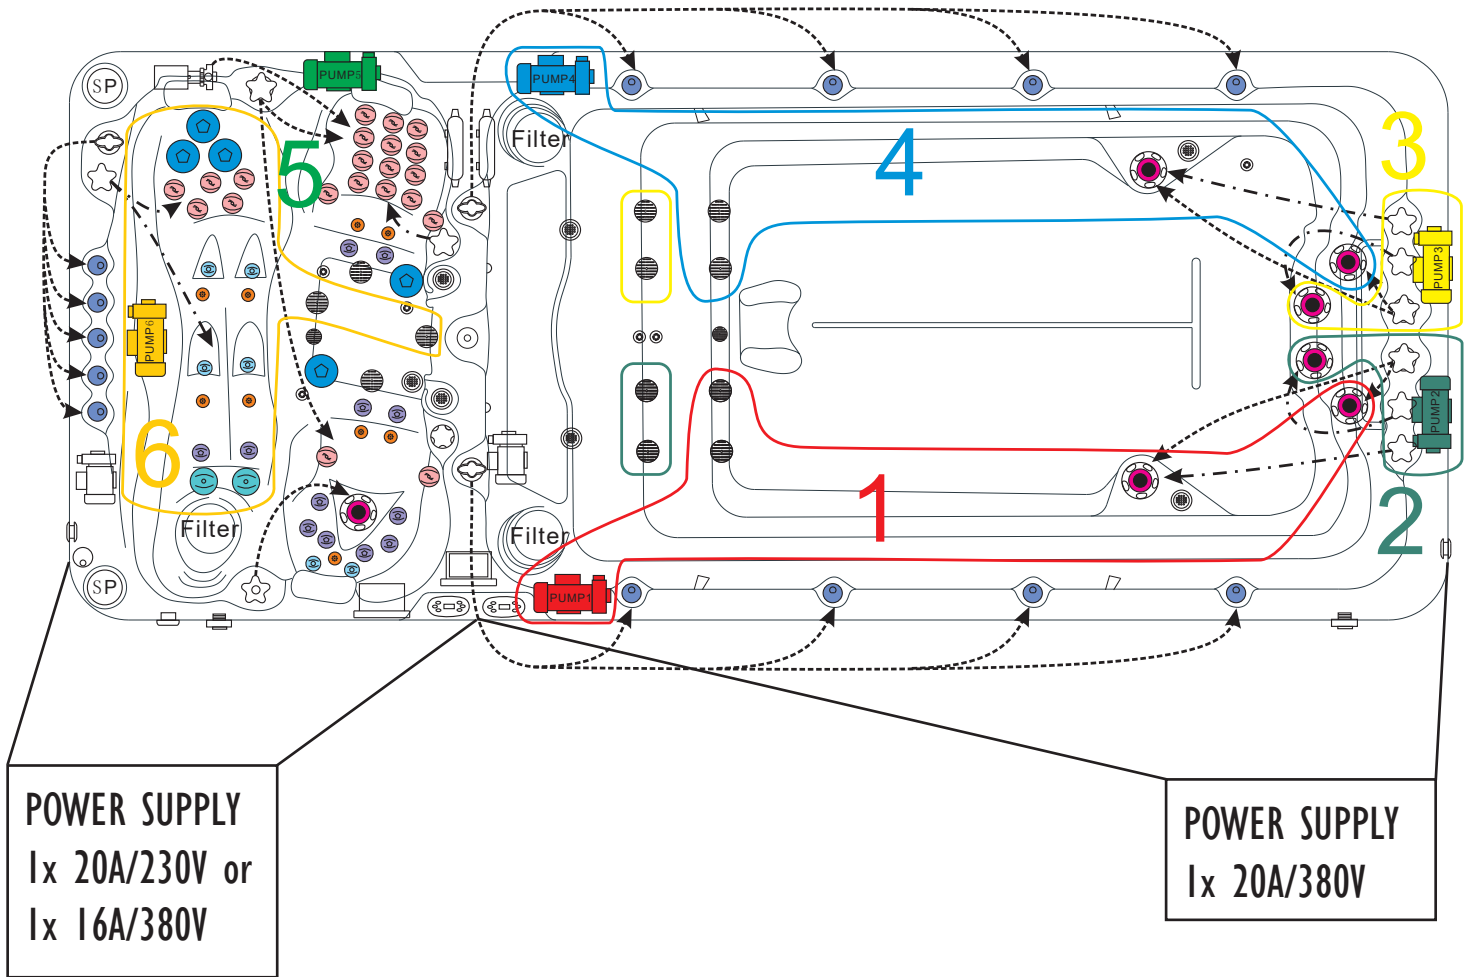 SP
PUMP5
PUMP4
Filter
5
4
3
PUMP3
PUMP6
6
PUMP2
Filter
1
Filter
2
SP
PUMP1
POWER SUPPLY
1x 20A/230V or
1x 16A/380V
POWER SUPPLY
1x 20A/380V